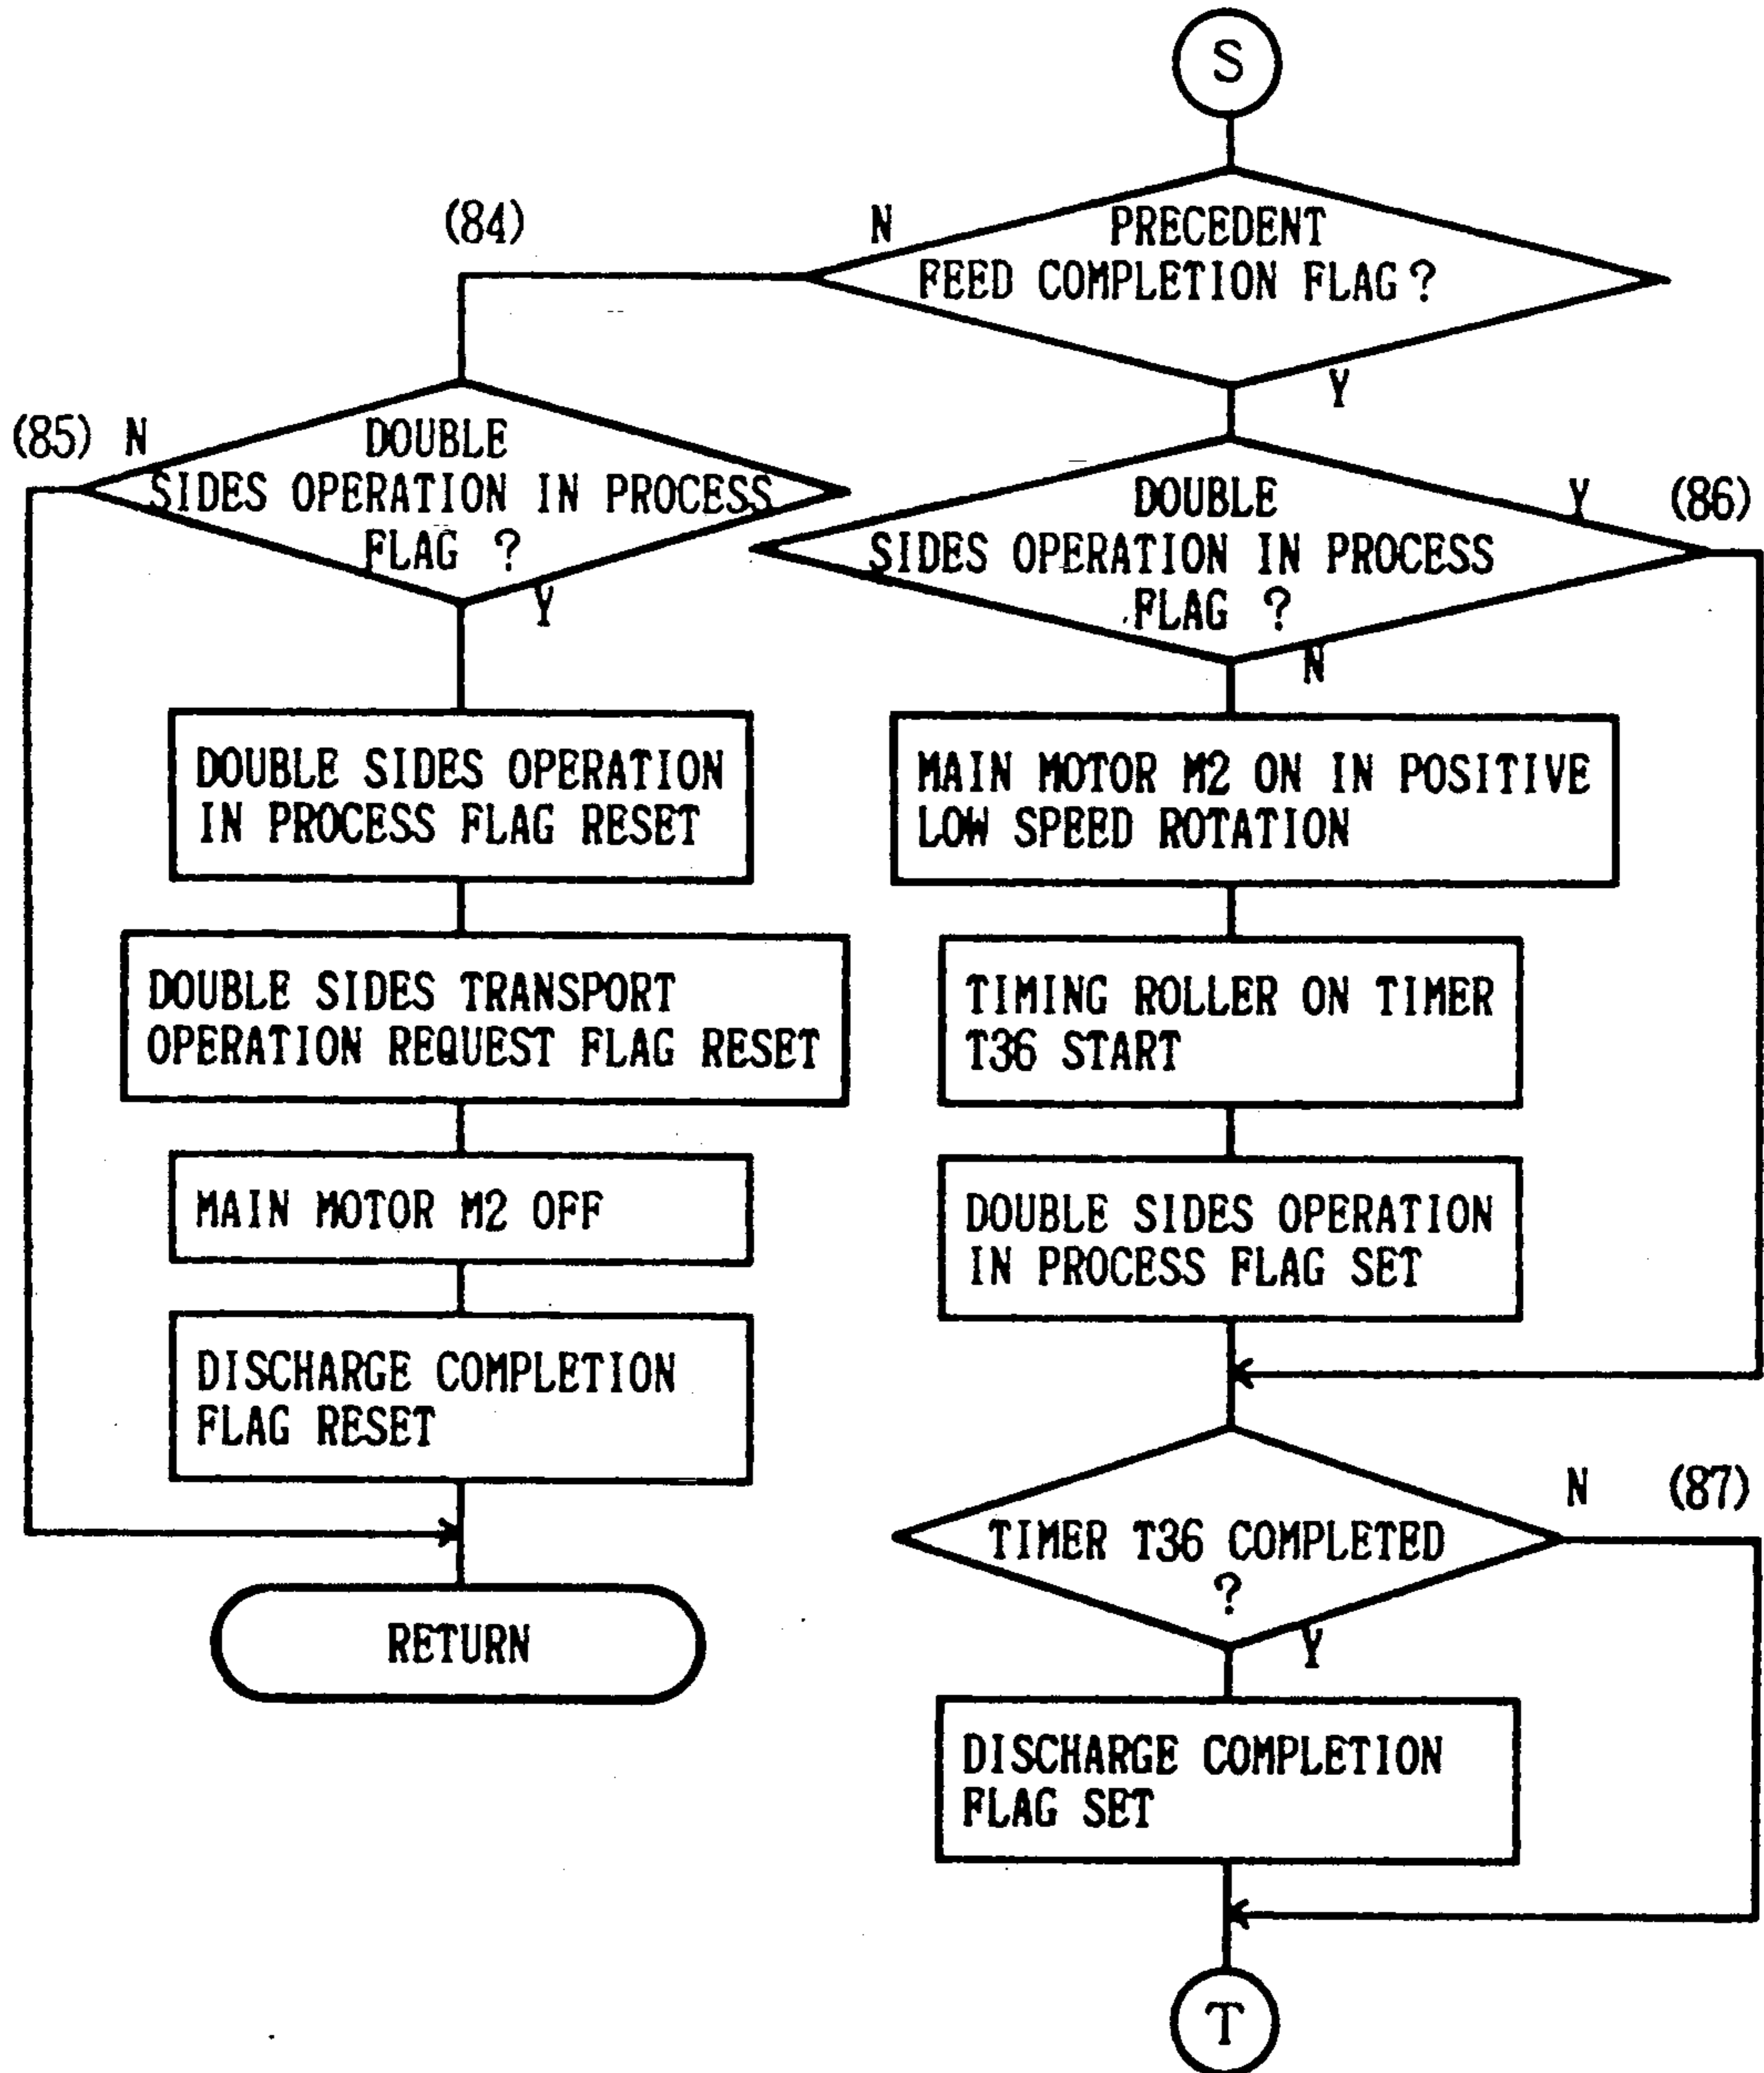 S
(84)
N
PRECEDENT
FEED COMPLETION FLAG?
Y
(85) N
DOUBLE
SIDES OPERATION IN PROCESS
FLAG ?
Y
DOUBLE
SIDES OPERATION IN PROCESS
FLAG ?
Y
(86)
N
DOUBLE SIDES OPERATION
IN PROCESS FLAG RESET
DOUBLE SIDES TRANSPORT
OPERATION REQUEST FLAG RESET
MAIN MOTOR M2 OFF
DISCHARGE COMPLETION
FLAG RESET
RETURN
MAIN MOTOR M2 ON IN POSITIVE
LOW SPEED ROTATION
TIMING ROLLER ON TIMER
T36 START
DOUBLE SIDES OPERATION
IN PROCESS FLAG SET
TIMER T36 COMPLETED
?
N
(87)
Y
DISCHARGE COMPLETION
FLAG SET
T